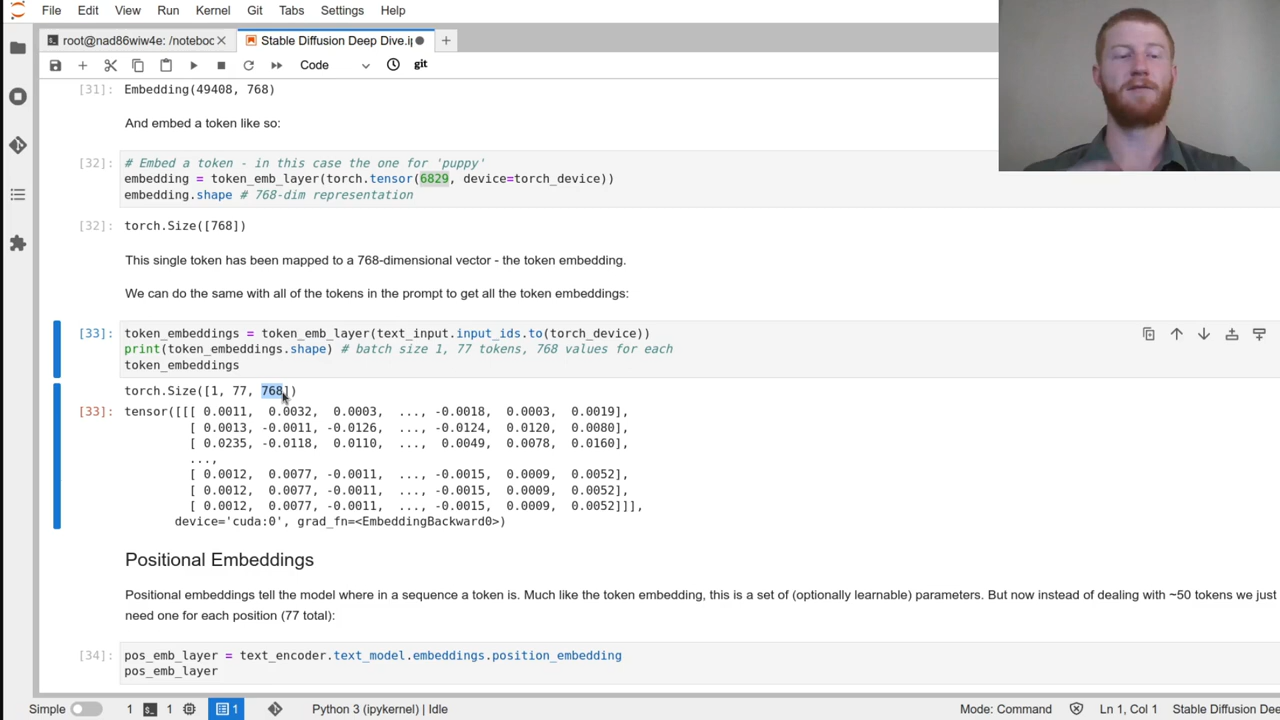 File Edit View Run Kernel Git Tabs Settings Help
root@nad86wiw4e: /noteboc
Stable Diffusion Deep Dive.ip
Code
git
[31]: Embedding(49408, 768)
And embed a token like so:
[32]: # Embed a token - in this case the one for 'puppy'
embedding = token_emb_layer(torch.tensor(6829, device=torch_device))
embedding.shape # 768-dim representation
[32]: torch.Size([768])
This single token has been mapped to a 768-dimensional vector - the token embedding.
We can do the same with all of the tokens in the prompt to get all the token embeddings:
[33]: token_embeddings = token_emb_layer(text_input.input_ids.to(torch_device))
print(token_embeddings.shape) # batch size 1, 77 tokens, 768 values for each
token_embeddings
torch.Size([1, 77, 768])
[33]: tensor([[[ 0.0011, 0.0032, 0.0003, ..., -0.0018, 0.0003, 0.0019],
[ 0.0013, -0.0011, -0.0126, ..., -0.0124, 0.0120, 0.0080],
[ 0.0235, -0.0118, 0.0110, ..., 0.0049, 0.0078, 0.0160],
...,
[ 0.0012, 0.0077, -0.0011, ..., -0.0015, 0.0009, 0.0052],
[ 0.0012, 0.0077, -0.0011, ..., -0.0015, 0.0009, 0.0052],
[ 0.0012, 0.0077, -0.0011, ..., -0.0015, 0.0009, 0.0052]]],
device='cuda:0', grad_fn=<EmbeddingBackward0>)
Positional Embeddings
Positional embeddings tell the model where in a sequence a token is. Much like the token embedding, this is a set of (optionally learnable) parameters. But now instead of dealing with ~50 tokens we just
need one for each position (77 total):
[34]: pos_emb_layer = text_encoder.text_model.embeddings.position_embedding
pos_emb_layer
Simple 1 1 1 Python 3 (ipykernel) | Idle Mode: Command Ln 1, Col 1 Stable Diffusion Dee